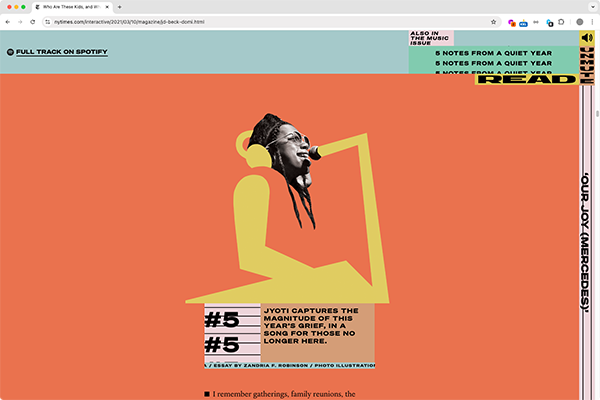 Who Are These Kids, and Wh
nytimes.com/interactive/2021/03/10/magazine/jd-beck-domi.html
FULL TRACK ON SPOTIFY
ALSO IN
THE MUSIC
ISSUE
5 NOTES FROM A QUIET YEAR
5 NOTES FROM A QUIET YEAR
5 NOTES FROM A QUIET YEAR
READ
UNMUTE
‘OUR JOY (MERCEDES)’
#5
#5
JYOTI CAPTURES THE
MAGNITUDE OF THIS
YEAR'S GRIEF, IN A
SONG FOR THOSE NO
LONGER HERE.
/ ESSAY BY ZANDRIA F. ROBINSON / PHOTO ILLUSTRATION
I remember gatherings, family reunions, the